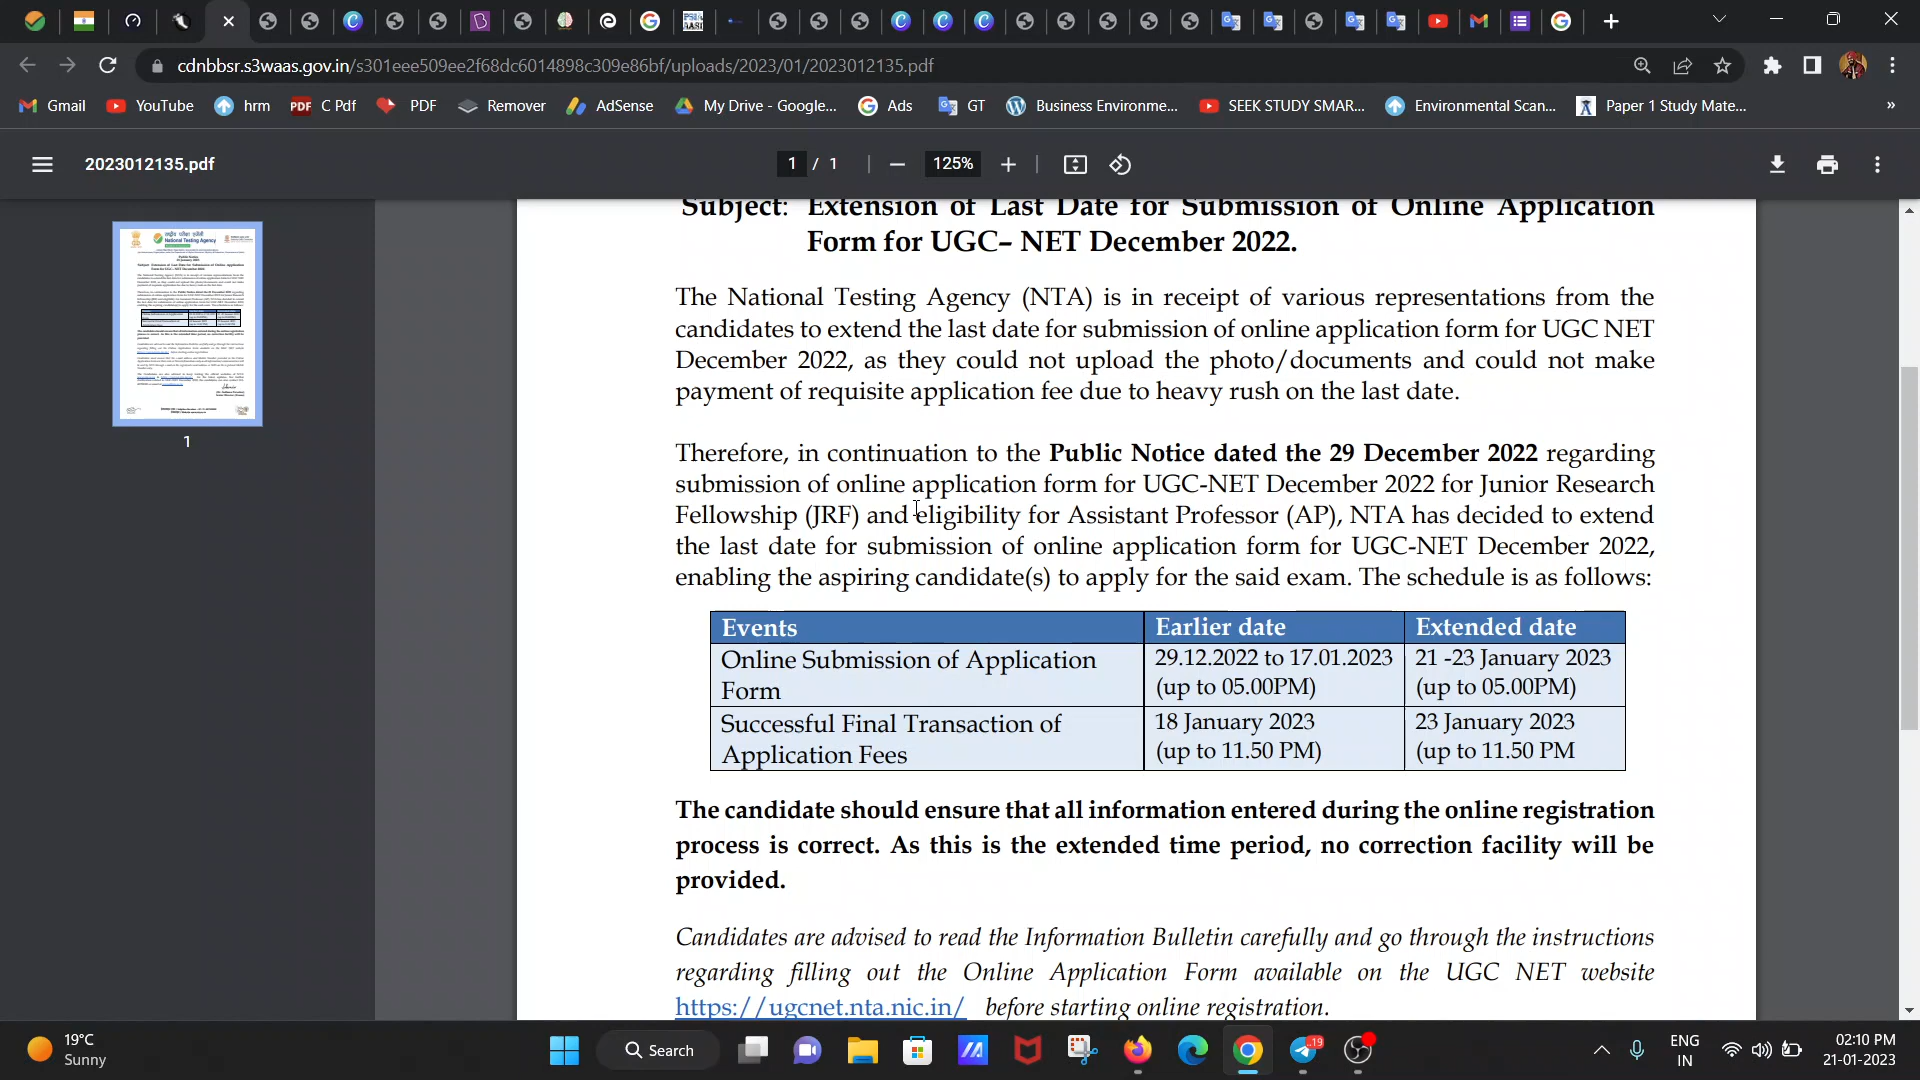 cdnbbsr.s3waas.gov.in/s301eee509ee2f68dc6014898c309e86bf/uploads/2023/01/2023012135.pdf
Gmail YouTube hrm PDF C Pdf PDF Remover AdSense My Drive - Google... Ads GT Business Environme... SEEK STUDY SMAR... Environmental Scan... Paper 1 Study Mate... »
2023012135.pdf 1 / 1 125%
Subject: Extension of Last Date for Submission of Online Application
Form for UGC– NET December 2022.
The National Testing Agency (NTA) is in receipt of various representations from the
candidates to extend the last date for submission of online application form for UGC NET
December 2022, as they could not upload the photo/documents and could not make
payment of requisite application fee due to heavy rush on the last date.
Therefore, in continuation to the Public Notice dated the 29 December 2022 regarding
submission of online application form for UGC-NET December 2022 for Junior Research
Fellowship (JRF) and eligibility for Assistant Professor (AP), NTA has decided to extend
the last date for submission of online application form for UGC-NET December 2022,
enabling the aspiring candidate(s) to apply for the said exam. The schedule is as follows:
Events Earlier date Extended date
Online Submission of Application 29.12.2022 to 17.01.2023 21 -23 January 2023
Form (up to 05.00PM) (up to 05.00PM)
Successful Final Transaction of 18 January 2023 23 January 2023
Application Fees (up to 11.50 PM) (up to 11.50 PM
The candidate should ensure that all information entered during the online registration
process is correct. As this is the extended time period, no correction facility will be
provided.
Candidates are advised to read the Information Bulletin carefully and go through the instructions
regarding filling out the Online Application Form available on the UGC NET website
https://ugcnet.nta.nic.in/ before starting online registration.
1
19°C
Sunny
Search
19
ENG
IN
02:10 PM
21-01-2023